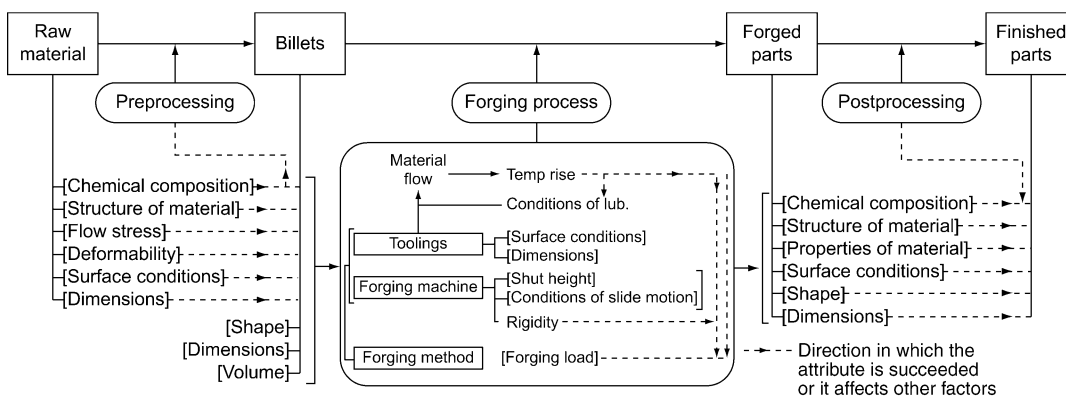 Raw
material
Billets
Forged
parts
Finished
parts
Preprocessing
Forging process
Postprocessing
Material
flow
Temp rise
Conditions of lub.
Toolings
[Surface conditions]
[Dimensions]
Forging machine
[Shut height]
[Conditions of slide motion]
Rigidity
Forging method
[Forging load]
[Chemical composition]
[Structure of material]
[Flow stress]
[Deformability]
[Surface conditions]
[Dimensions]
[Shape]
[Dimensions]
[Volume]
[Chemical composition]
[Structure of material]
[Properties of material]
[Surface conditions]
[Shape]
[Dimensions]
Direction in which the
attribute is succeeded
or it affects other factors